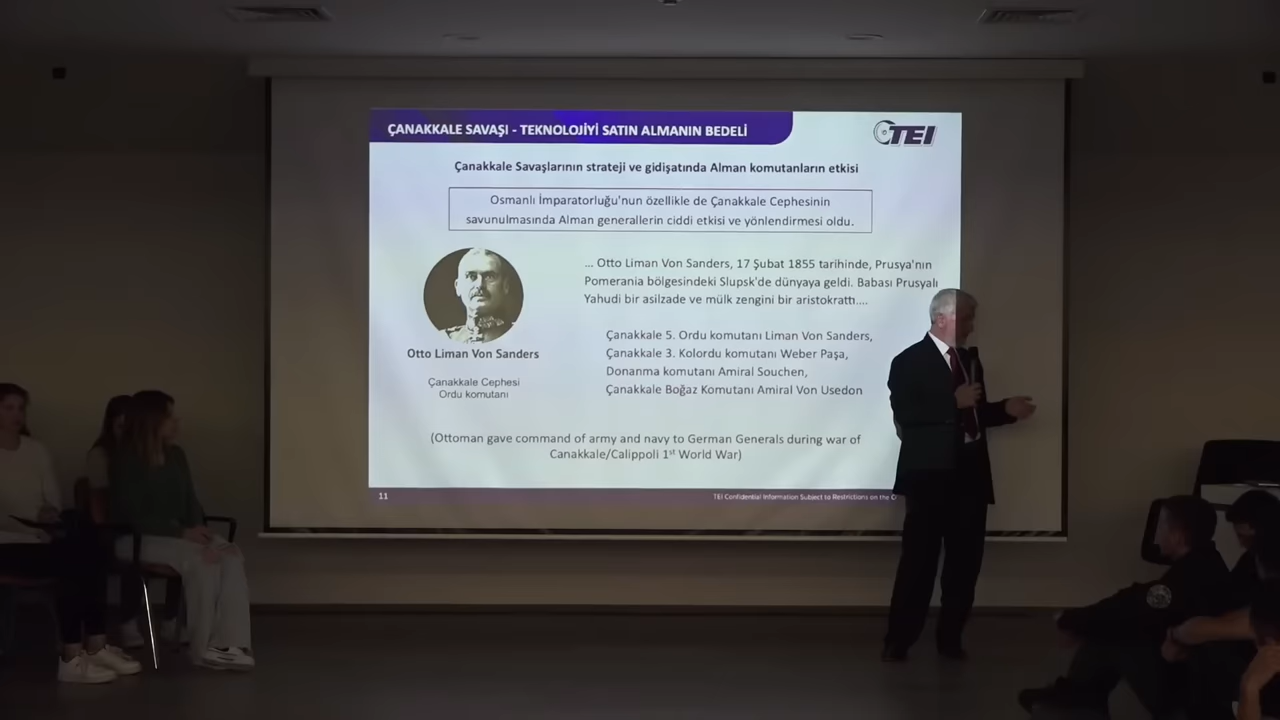 ÇANAKKALE SAVAŞI - TEKNOLOJİYİ SATIN ALMANIN BEDELİ
TEI
Çanakkale Savaşlarının strateji ve gidişatında Alman komutanların etkisi
Osmanlı İmparatorluğu'nun özellikle de Çanakkale Cephesinin
savunulmasında Alman generallerin ciddi etkisi ve yönlendirmesi oldu.
... Otto Liman Von Sanders, 17 Şubat 1855 tarihinde, Prusya'nın
Pomerania bölgesindeki Slupsk'de dünyaya geldi. Babası Prusyalı
Yahudi bir asilzade ve mülk zengini bir aristokrattı....
Otto Liman Von Sanders
Çanakkale Cephesi
Ordu komutanı
Çanakkale 5. Ordu komutanı Liman Von Sanders,
Çanakkale 3. Kolordu komutanı Weber Paşa,
Donanma komutanı Amiral Souchen,
Çanakkale Boğaz Komutanı Amiral Von Usedon
(Ottoman gave command of army and navy to German Generals during war of
Canakkale/Calippoli 1st World War)
11
TEI Confidential Information Subject to Restrictions on the